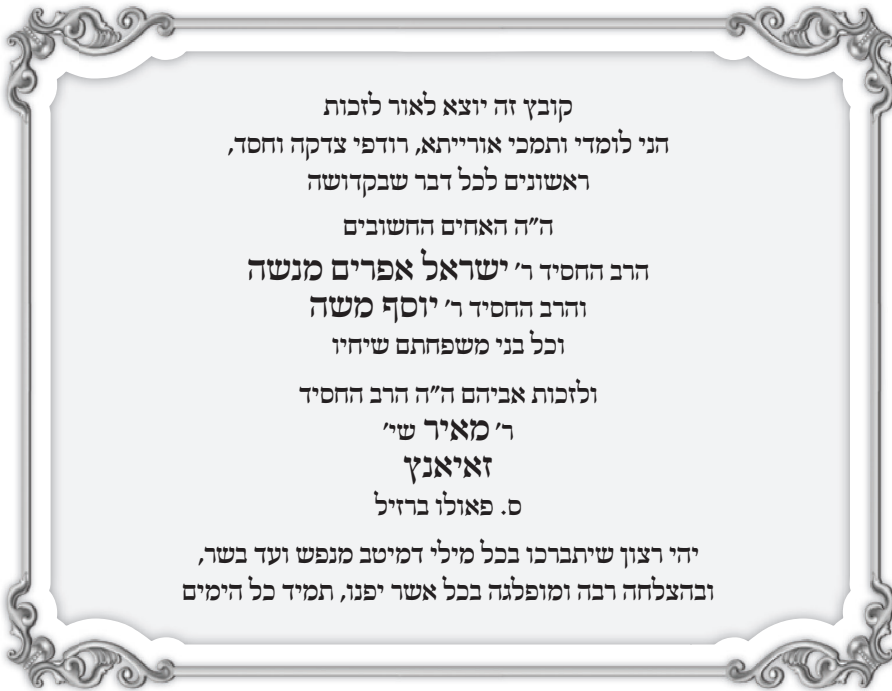 קובץ זה יוצא לאור לזכות
הני לומדי ותמכי אורייתא, רודפי צדקה וחסד,
ראשונים לכל דבר שבקדושה
ה״ה האחים החשובים
הרב החסיד ר׳ ישראל אפרים מנשה
והרב החסיד ר׳ יוסף משה
וכל בני משפחתם שיחיו
ולזכות אביהם ה״ה הרב החסיד
ר׳ מאיר שי׳
זאיאנץ
ס. פאולו ברזיל
יהי רצון שיתברכו בכל מילי דמיטב מנפש ועד בשר,
ובהצלחה רבה ומופלגה בכל אשר יפנו, תמיד כל הימים